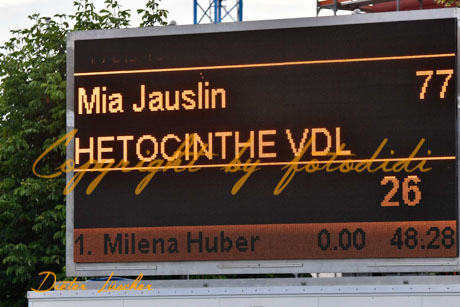 Mia Jauslin 77
HETOCINTHE VDL
Copyright by fotodidi
26
1. Milena Huber 0.00 48:28